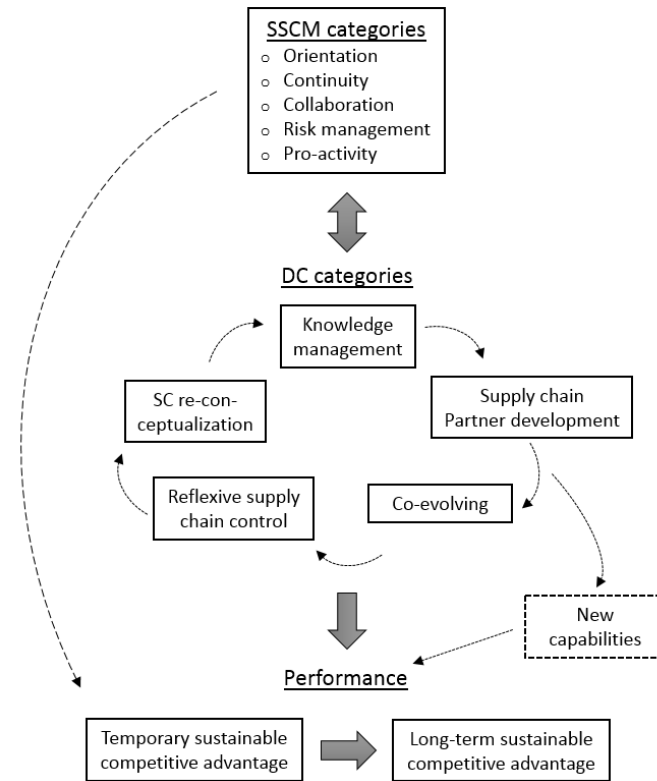 SSCM categories
o Orientation
o Continuity
o Collaboration
o Risk management
o Pro-activity
DC categories
Knowledge
management
SC re-con-
ceptualization
Supply chain
Partner development
Reflexive supply
chain control
Co-evolving
New
capabilities
Performance
Temporary sustainable
competitive advantage
Long-term sustainable
competitive advantage